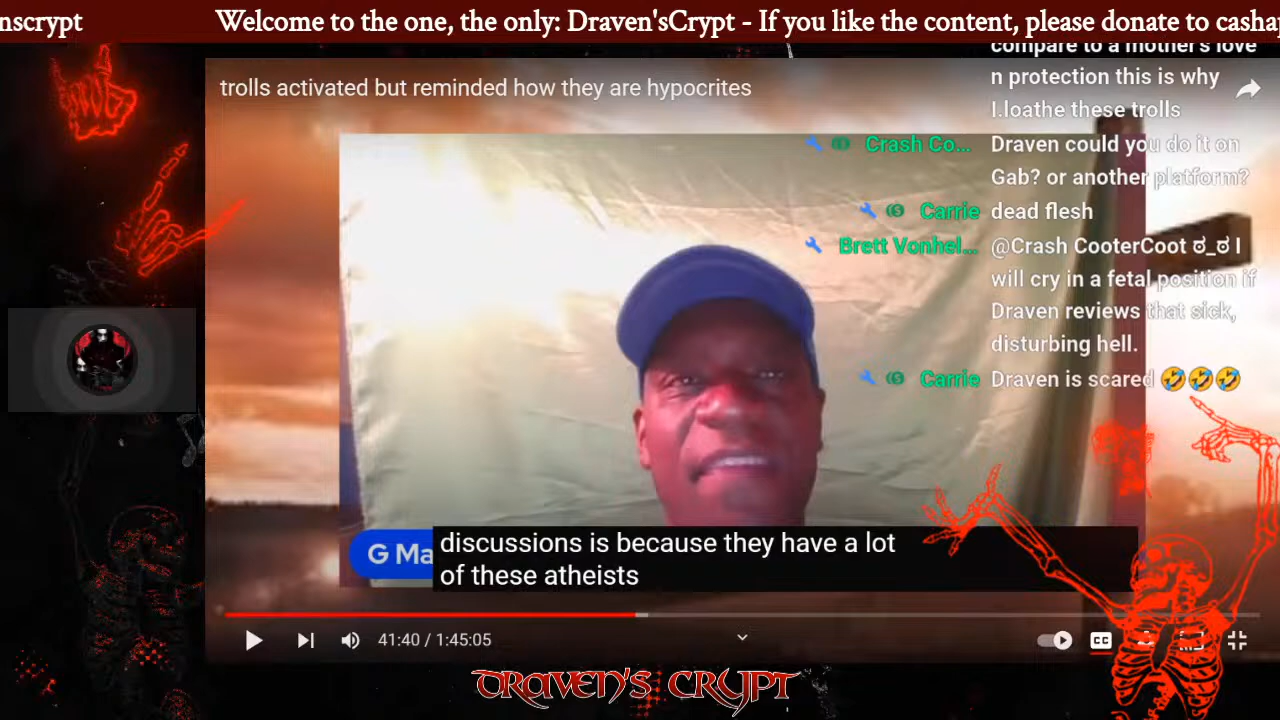 nscrypt
Welcome to the one, the only: Draven'sCrypt - If you like the content, please donate to casha
compare to a mother's love
n protection this is why
I.loathe these trolls
trolls activated but reminded how they are hypocrites
Crash Co... Draven could you do it on
Gab? or another platform?
Carrie dead flesh
Brett Vonhel... @Crash CooterCoot ಠ_ಠ I
will cry in a fetal position if
Draven reviews that sick,
disturbing hell.
Carrie Draven is scared 🤣🤣🤣
G Ma
discussions is because they have a lot
of these atheists
41:40 / 1:45:05
CC
DRAVEN'S CRYPT